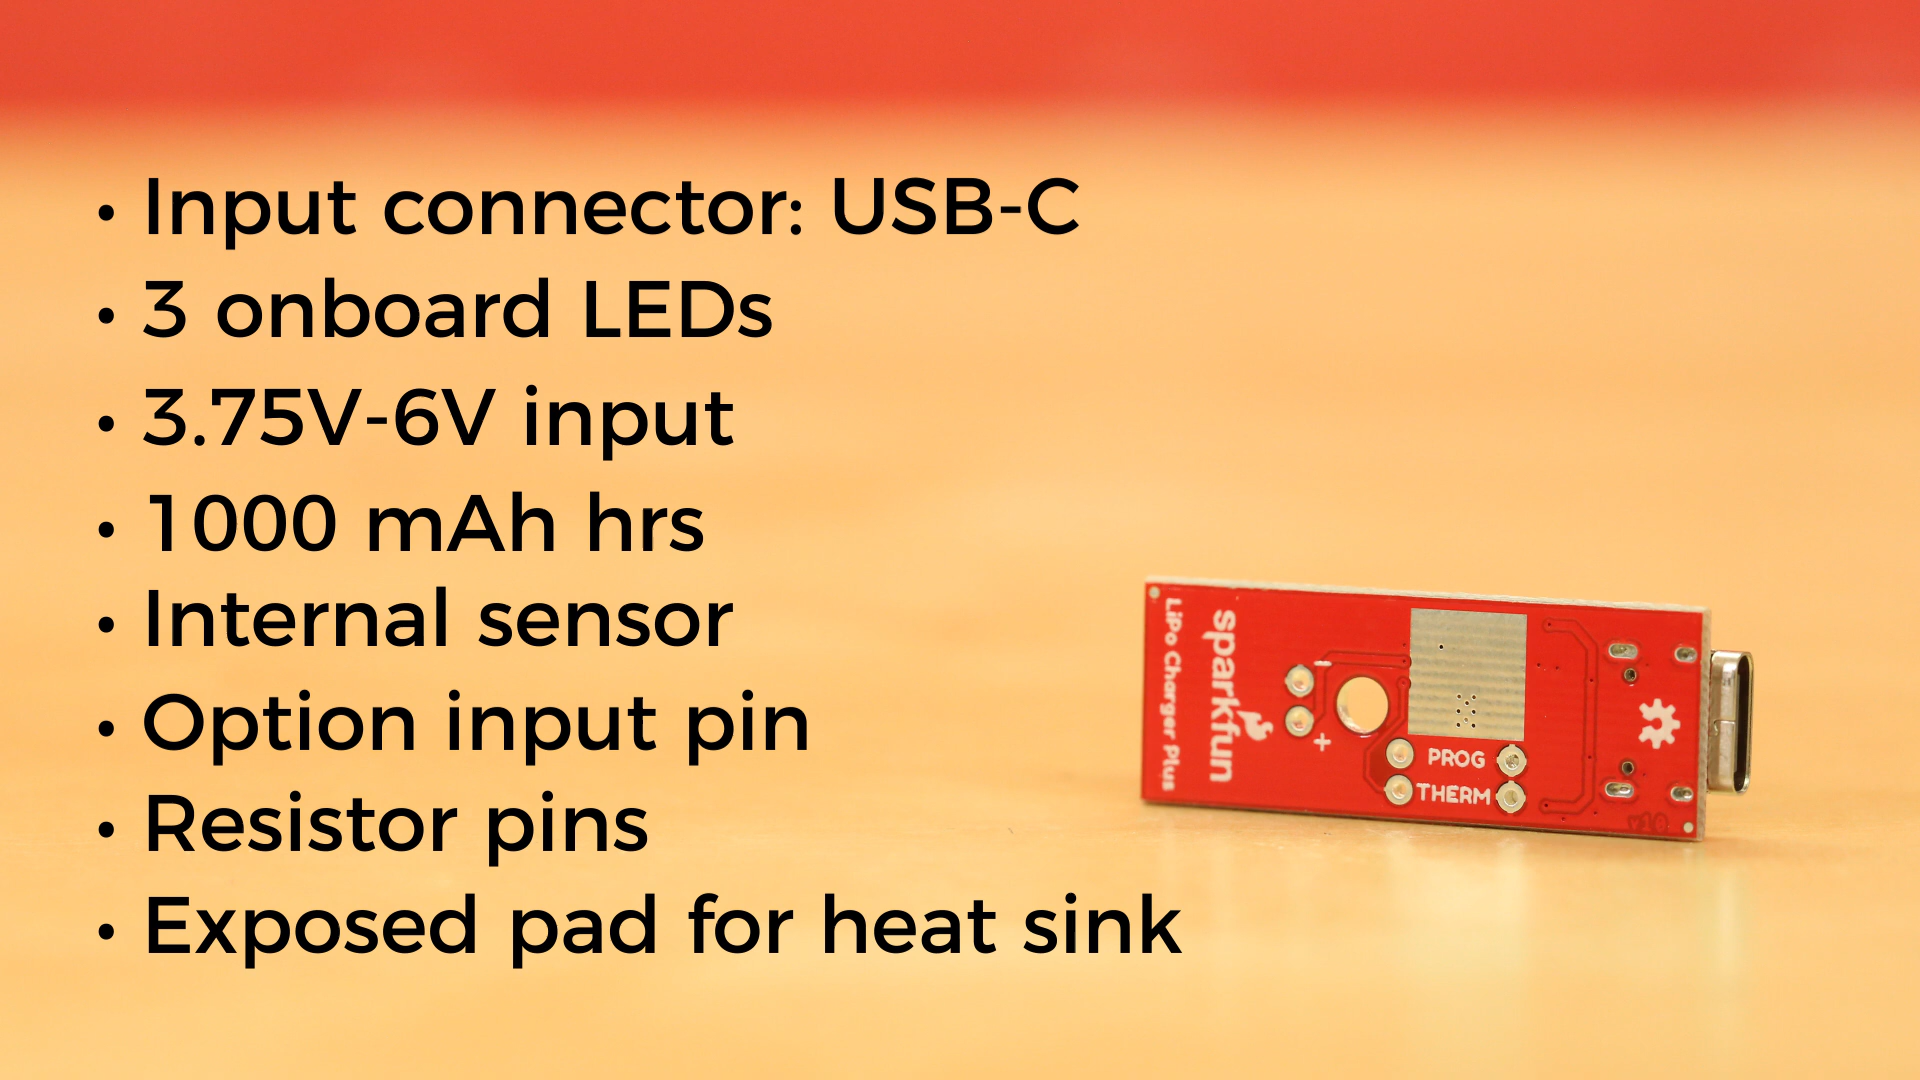 • Input connector: USB-C
• 3 onboard LEDs
• 3.75V-6V input
• 1000 mAh hrs
• Internal sensor
• Option input pin
• Resistor pins
• Exposed pad for heat sink
LiPo Charger Plus
sparkfun
-
+
PROG
THERM
v10